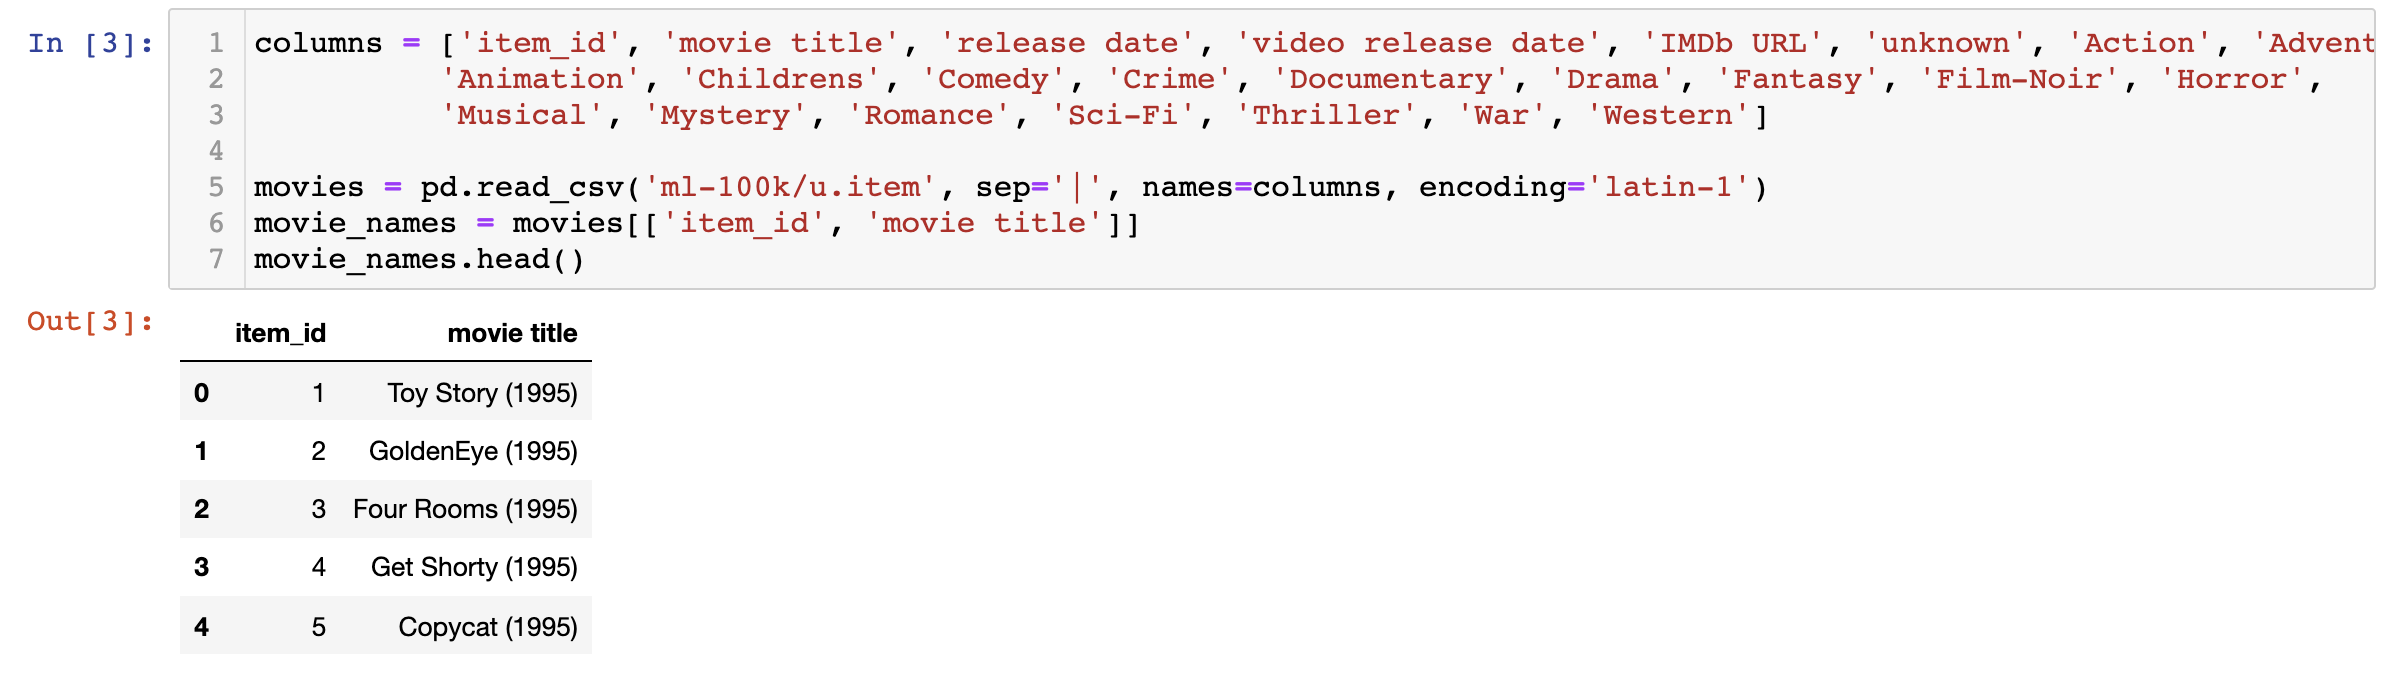 In [3]:
1 columns = ['item_id', 'movie title', 'release date', 'video release date', 'IMDb URL', 'unknown', 'Action', 'Advent
2 'Animation', 'Childrens', 'Comedy', 'Crime', 'Documentary', 'Drama', 'Fantasy', 'Film-Noir', 'Horror',
3 'Musical', 'Mystery', 'Romance', 'Sci-Fi', 'Thriller', 'War', 'Western']
4
5 movies = pd.read_csv('ml-100k/u.item', sep='|', names=columns, encoding='latin-1')
6 movie_names = movies[['item_id', 'movie title']]
7 movie_names.head()
Out[3]:
item_id movie title
0 1 Toy Story (1995)
1 2 GoldenEye (1995)
2 3 Four Rooms (1995)
3 4 Get Shorty (1995)
4 5 Copycat (1995)